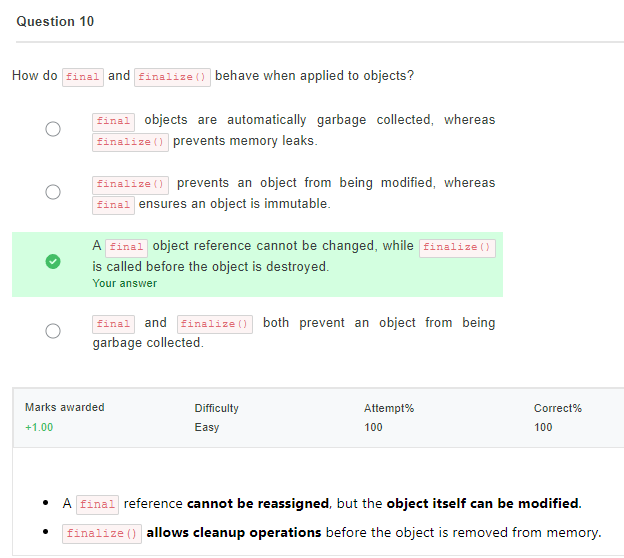 Question 10
How do final and finalize() behave when applied to objects?
final objects are automatically garbage collected, whereas
finalize() prevents memory leaks.
finalize() prevents an object from being modified, whereas
final ensures an object is immutable.
A final object reference cannot be changed, while finalize()
is called before the object is destroyed.
Your answer
final and finalize() both prevent an object from being
garbage collected.
Marks awarded Difficulty Attempt% Correct%
+1.00 Easy 100 100
• A final reference cannot be reassigned, but the object itself can be modified.
• finalize() allows cleanup operations before the object is removed from memory.